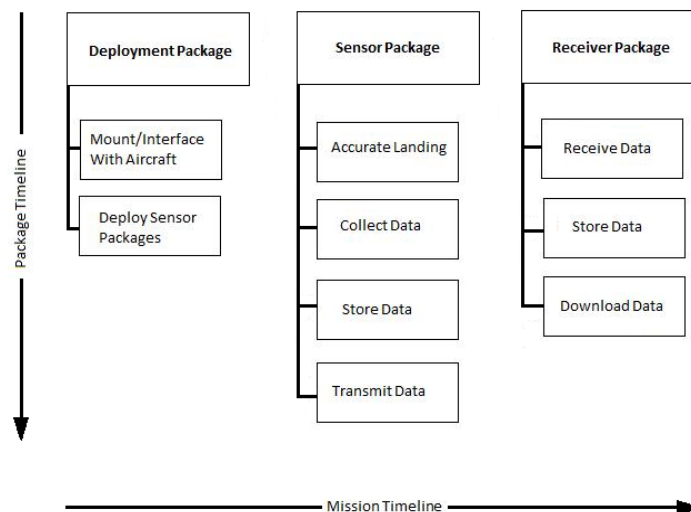 Deployment Package
Mount/Interface
With Aircraft
Deploy Sensor
Packages
Sensor Package
Accurate Landing
Collect Data
Store Data
Transmit Data
Receiver Package
Receive Data
Store Data
Download Data
Package Timeline
Mission Timeline